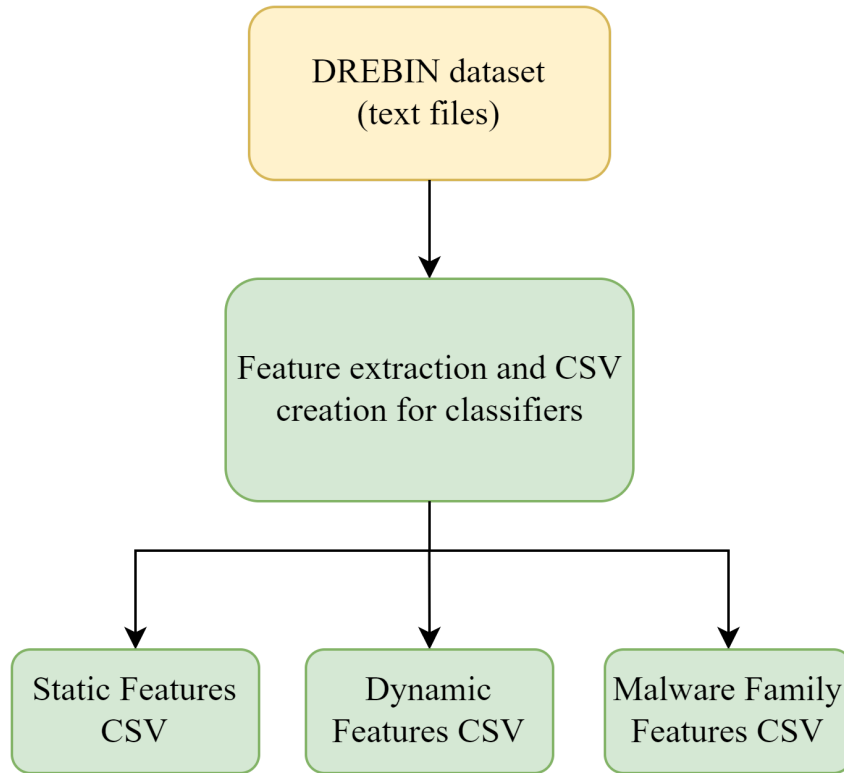 DREBIN dataset
(text files)
Feature extraction and CSV
creation for classifiers
Static Features
CSV
Dynamic
Features CSV
Malware Family
Features CSV